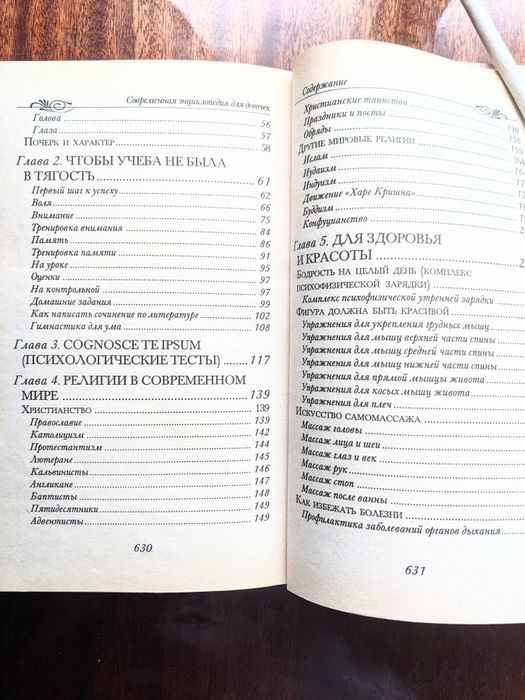 Современная энциклопедия для девочек
Голова 56
Глаза 57
Почерк и характер 58
Глава 2. ЧТОБЫ УЧЕБА НЕ БЫЛА
В ТЯГОСТЬ 61
Первый шаг к успеху 62
Воля 66
Внимание 75
Тренировка внимания 84
Память 86
Тренировка памяти 91
На уроке 95
Оценки 97
На контрольной 97
Домашние задания 99
Как написать сочинение по литературе 102
Гимнастика для ума 108
Глава 3. COGNOSCE TE IPSUM
(ПСИХОЛОГИЧЕСКИЕ ТЕСТЫ) 117
Глава 4. РЕЛИГИИ В СОВРЕМЕННОМ
МИРЕ 139
Христианство 139
Православие 139
Католицизм 142
Протестантизм 144
Лютеране 145
Кальвинисты 146
Англикане 147
Баптисты 148
Пятидесятники 149
Адвентисты 149
630
Содержание
Христианские таинства
Праздники и посты
Обряды
Другие мировые религии
Ислам
Иудаизм
Индуизм
Движение «Харе Кришна»
Буддизм
Конфуцианство
Глава 5. ДЛЯ ЗДОРОВЬЯ
И КРАСОТЫ
Бодрость на целый день (комплекс
психофизической зарядки)
Комплекс психофизической утренней зарядки
Фигура должна быть красивой
Упражнения для укрепления грудных мышц
Упражнения для мышц верхней части спины
Упражнения для мышц средней части спины
Упражнения для мышц нижней части спины
Упражнения для прямой мышцы живота
Упражнения для косых мышц живота
Упражнения для плеч
Искусство самомассажа
Массаж головы
Массаж лица и шеи
Массаж глаз и век
Массаж рук
Массаж стоп
Массаж после ванны
Как избежать болезни
Профилактика заболеваний органов дыхания
631